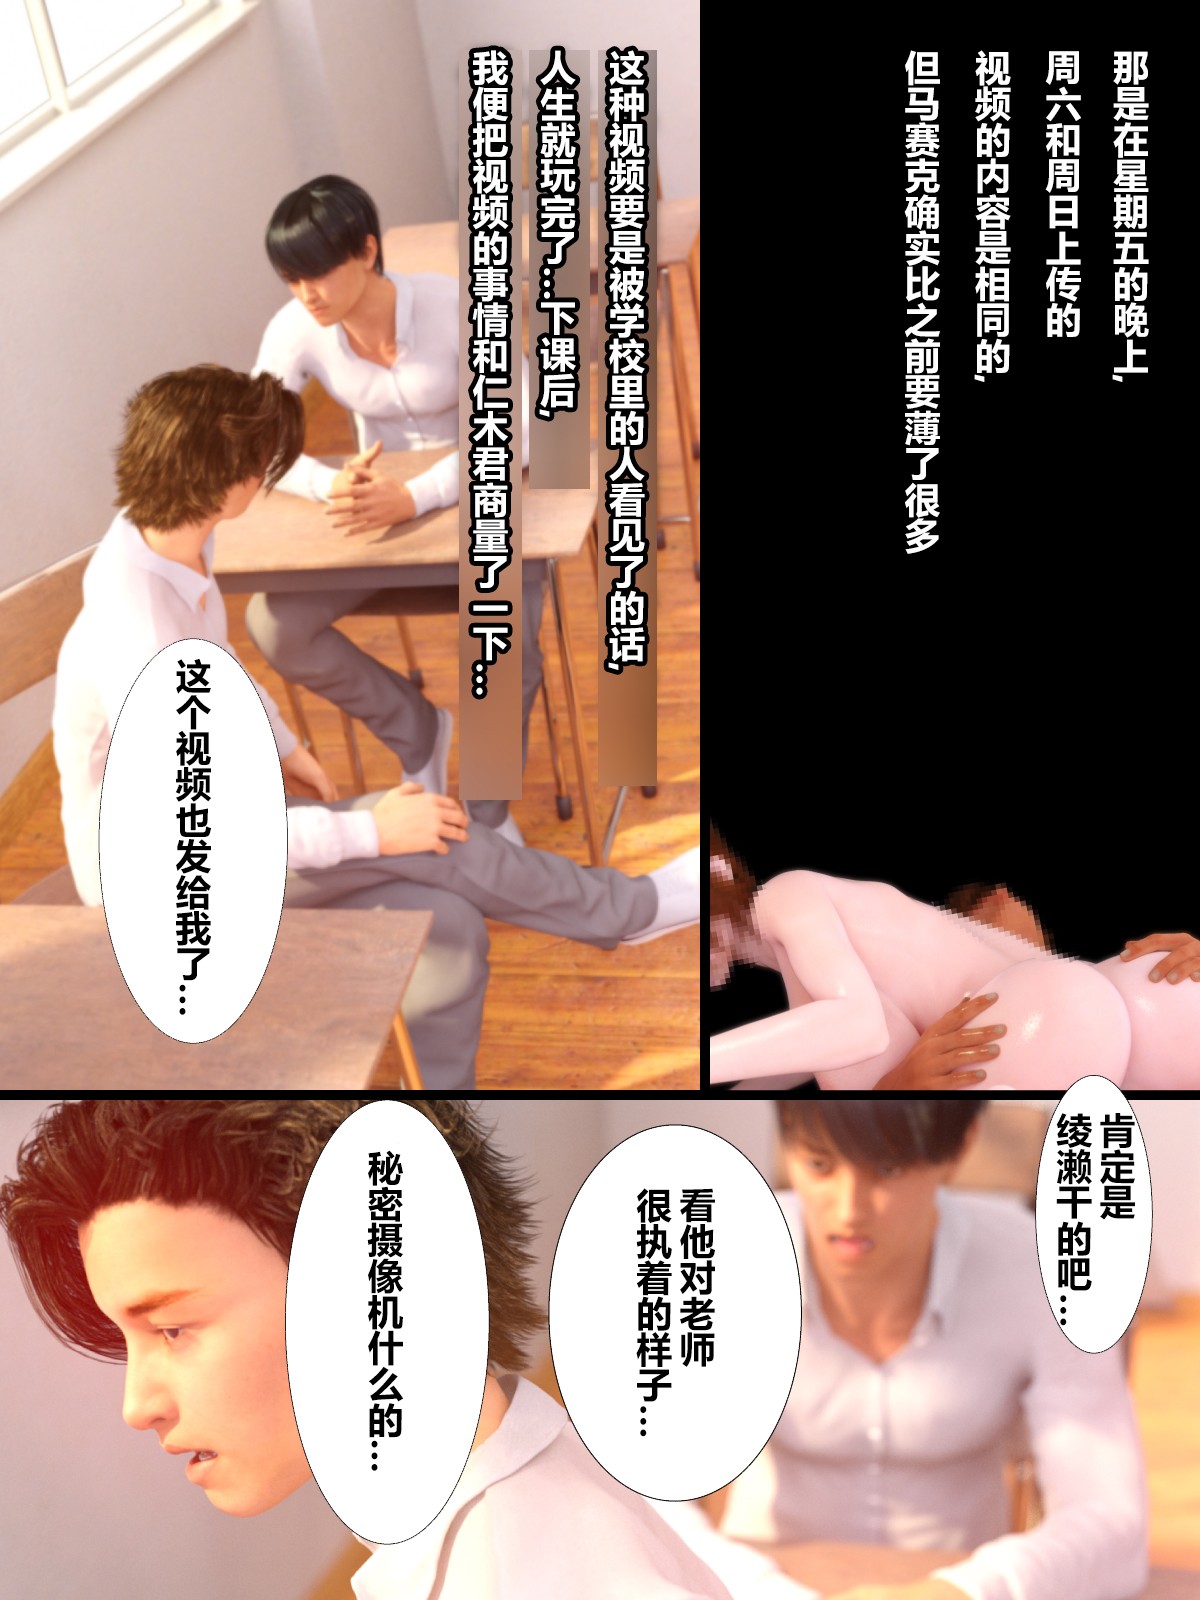 那是在星期五的晚上,
周六和周日上传的
视频的内容是相同的,
但马赛克确实比之前要薄了很多
这种视频要是被学校里的人看见了的话,
人生就玩完了…下课后,
我便把视频的事情和仁木君商量了一下…
这个视频也发给我了…
肯定是
绫濑干的吧…
看他对老师
很执着的样子…
秘密摄像机什么的…